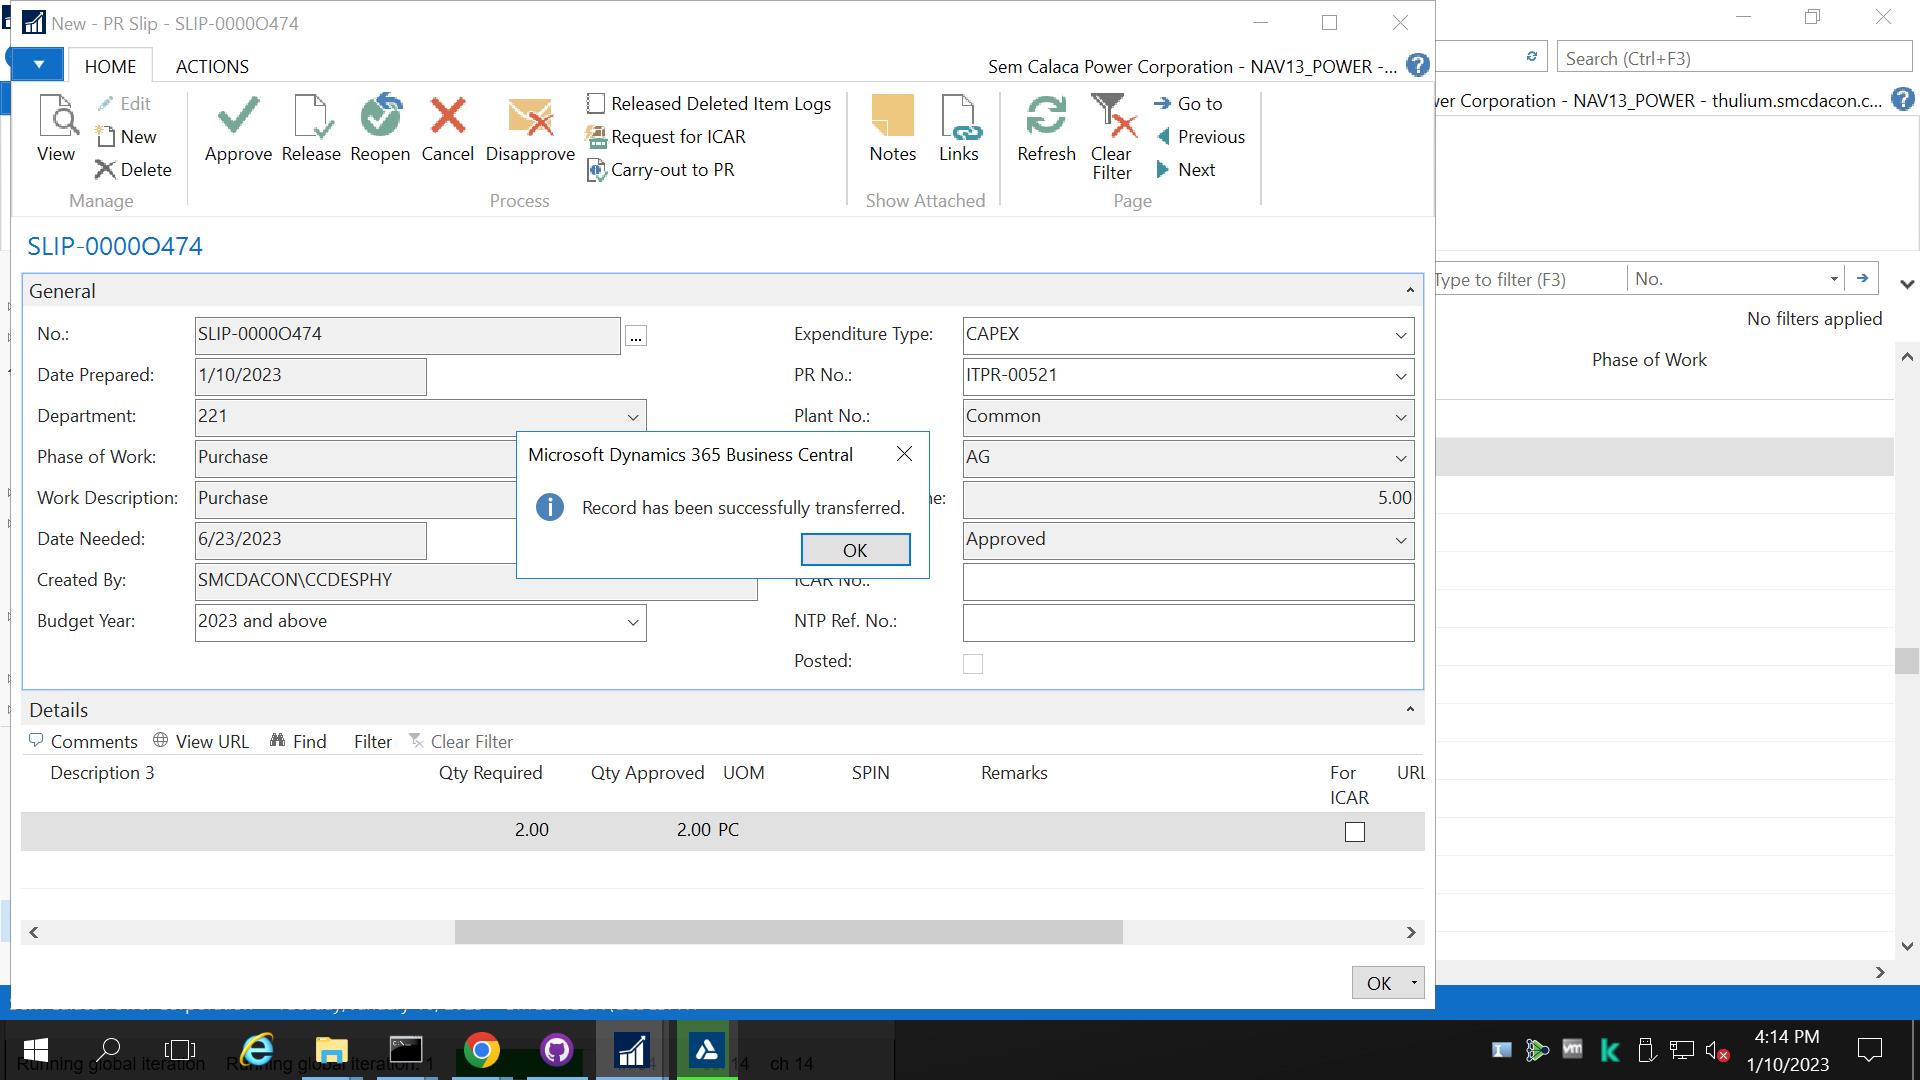 New - PR Slip - SLIP-0000O474
HOME
ACTIONS
Sem Calaca Power Corporation - NAV13_POWER -...
Search (Ctrl+F3)
Power Corporation - NAV13_POWER - thulium.smcdacon.c...
View
Edit
New
Delete
Manage
Approve
Release
Reopen
Cancel
Disapprove
Released Deleted Item Logs
Request for ICAR
Carry-out to PR
Process
Notes
Links
Show Attached
Refresh
Clear
Filter
Go to
Previous
Next
Page
SLIP-0000O474
Type to filter (F3)
No.
No filters applied
Phase of Work
General
No.: SLIP-0000O474 ...
Date Prepared: 1/10/2023
Department: 221
Phase of Work: Purchase
Work Description: Purchase
Date Needed: 6/23/2023
Created By: SMCDACON\CCDESPHY
Budget Year: 2023 and above
Expenditure Type: CAPEX
PR No.: ITPR-00521
Plant No.: Common
AG
5.00
Approved
ICAR No.:
NTP Ref. No.:
Posted:
Microsoft Dynamics 365 Business Central
Record has been successfully transferred.
OK
Details
Comments
View URL
Find
Filter
Clear Filter
Description 3
Qty Required
Qty Approved
UOM
SPIN
Remarks
For
ICAR
URL
2.00
2.00
PC
OK
Running global iteration
Running global iteration: 1
14
ch 14
4:14 PM
1/10/2023